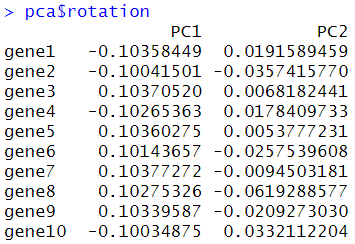 > pca$rotation
PC1 PC2
gene1 -0.10358449 0.0191589459
gene2 -0.10041501 -0.0357415770
gene3 0.10370520 0.0068182441
gene4 -0.10265363 0.0178409733
gene5 0.10360275 0.0053777231
gene6 0.10143657 -0.0257539608
gene7 0.10377272 -0.0094503181
gene8 0.10275326 -0.0619288577
gene9 0.10339587 -0.0209273030
gene10 -0.10034875 0.0332112204